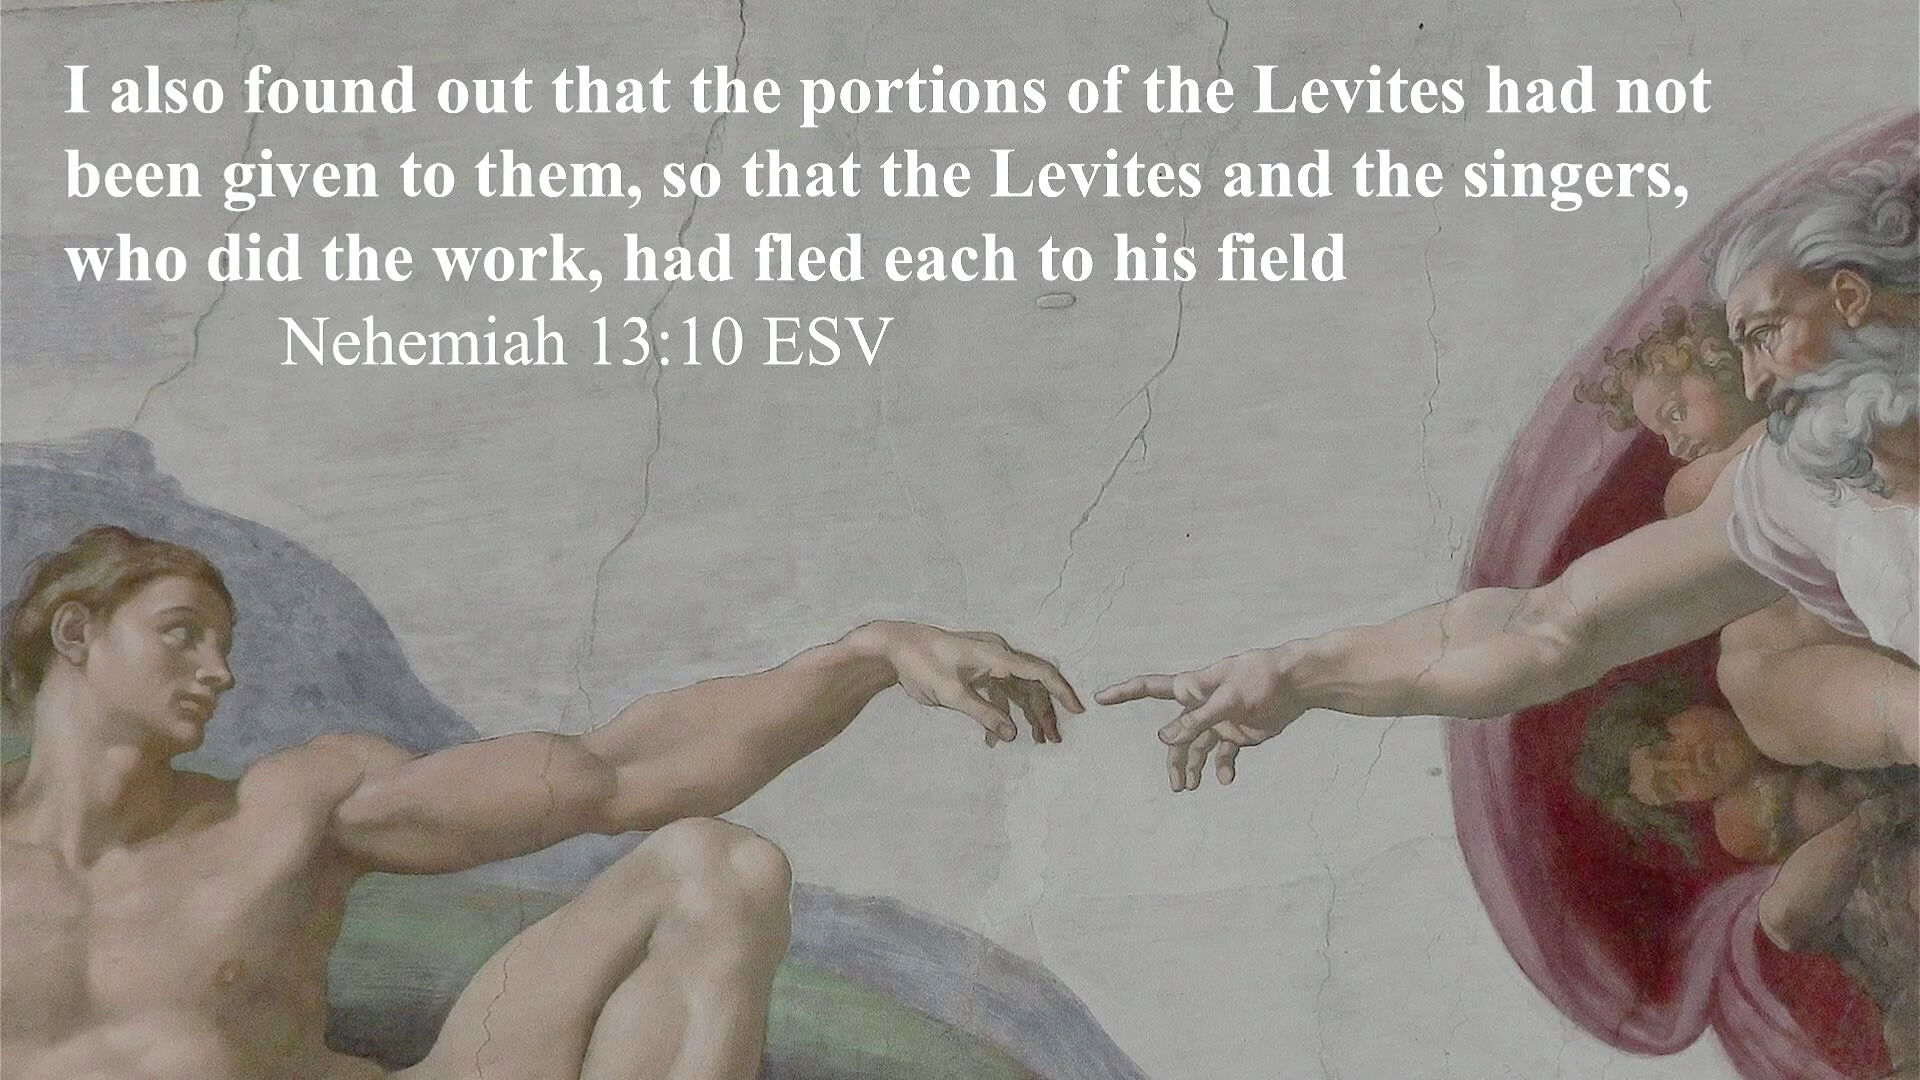 I also found out that the portions of the Levites had not
been given to them, so that the Levites and the singers,
who did the work, had fled each to his field
Nehemiah 13:10 ESV